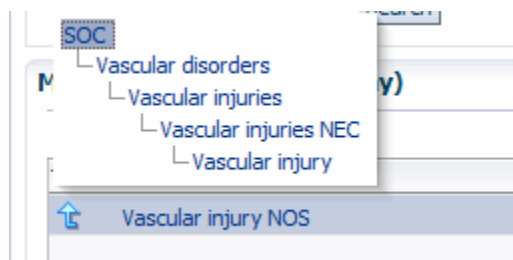 SOC
Vascular disorders
M y)
Vascular injuries
Vascular injuries NEC
Vascular injury
Vascular injury NOS